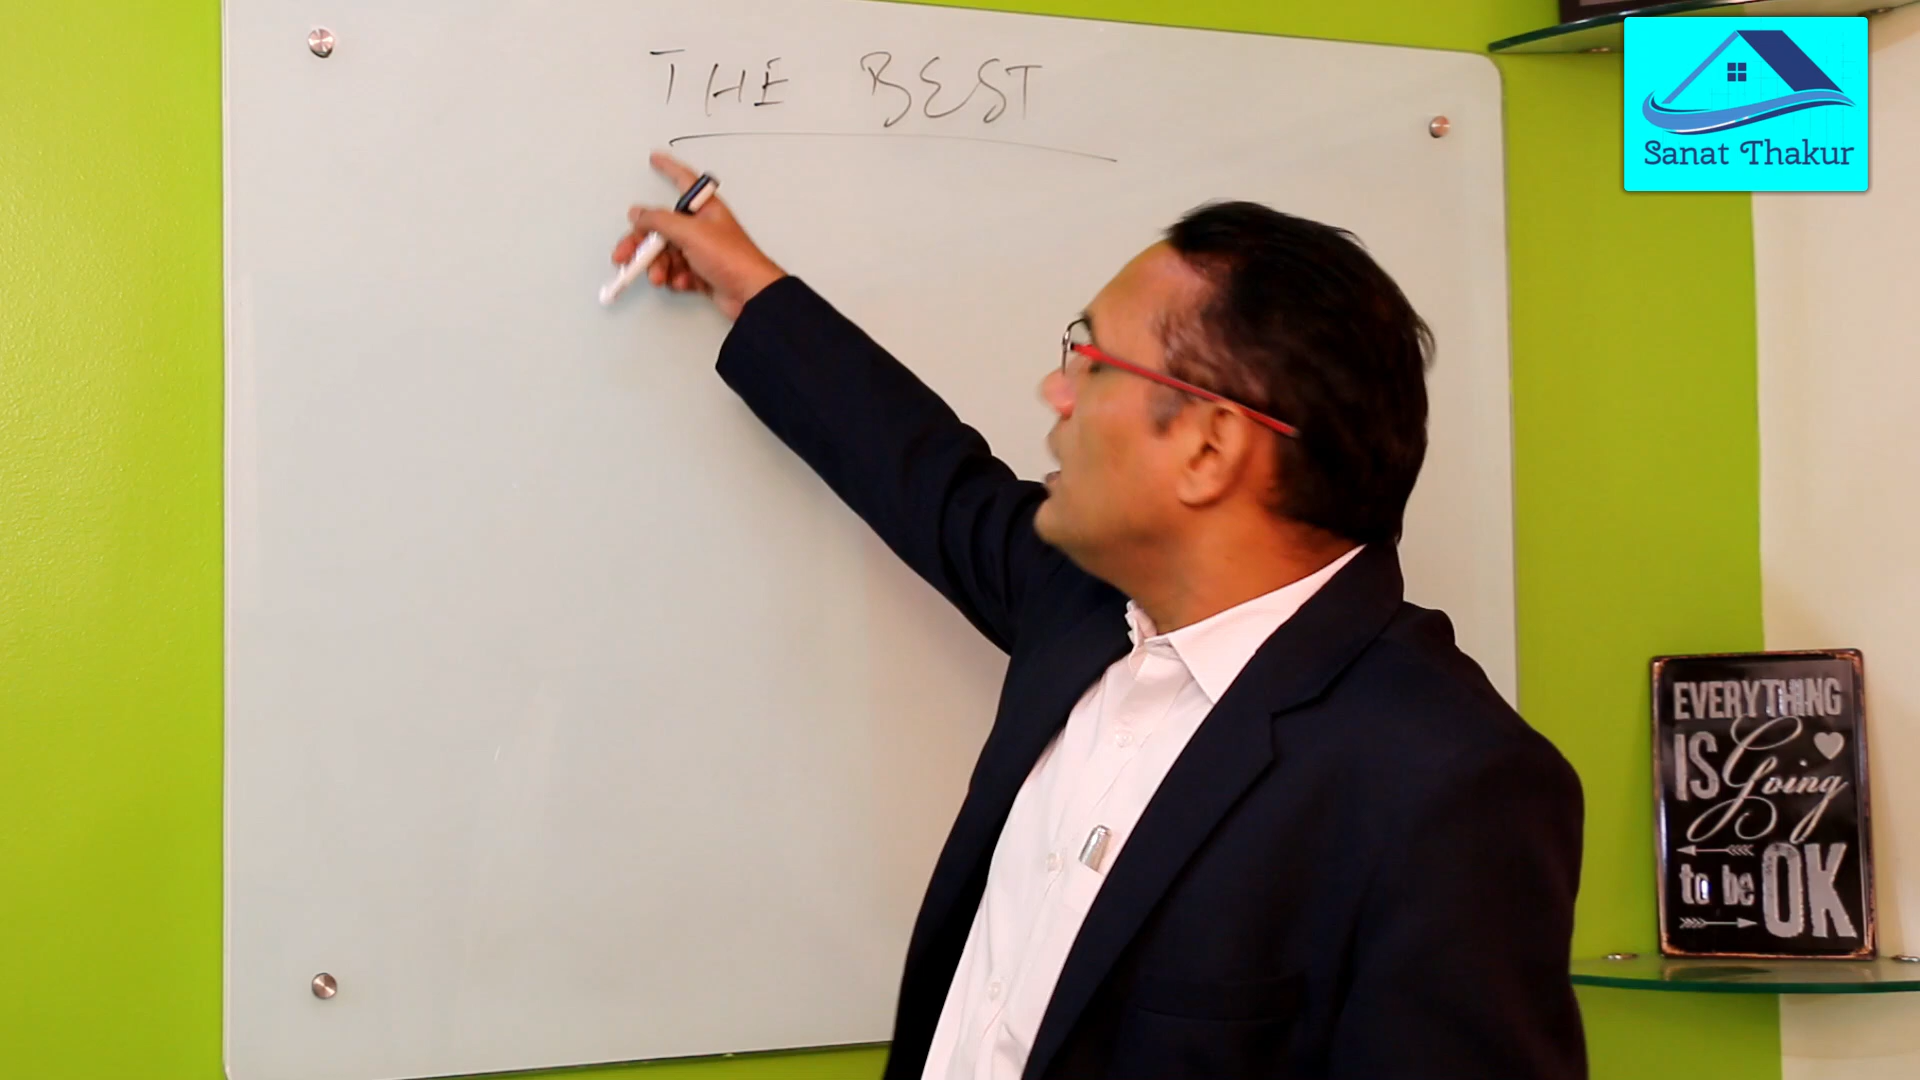 THE BEST
Sanat Thakur
EVERYTHING
IS Going
to be OK